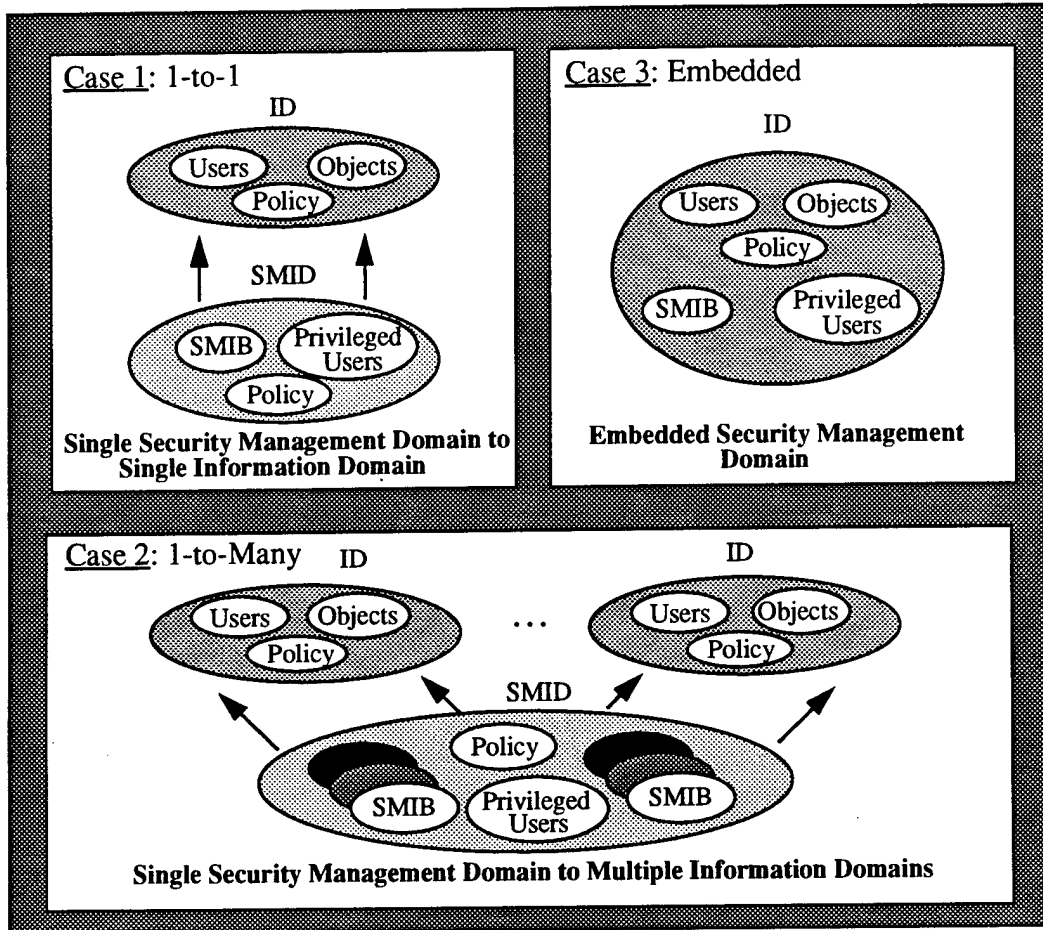 Case 1: 1-to-1
ID
Users
Objects
Policy
SMID
SMIB
Privileged
Users
Policy
Single Security Management Domain to
Single Information Domain
Case 3: Embedded
ID
Users
Objects
Policy
SMIB
Privileged
Users
Embedded Security Management
Domain
Case 2: 1-to-Many
ID
ID
Users
Objects
Policy
...
Users
Objects
Policy
SMID
Policy
SMIB
Privileged
Users
SMIB
Single Security Management Domain to Multiple Information Domains